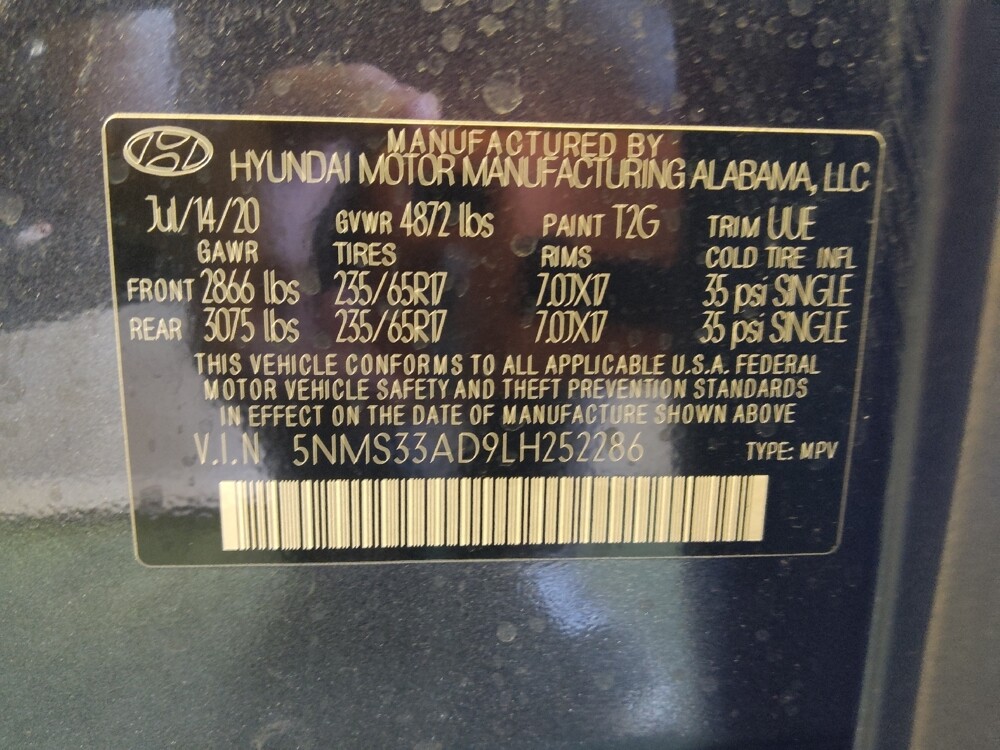 MANUFACTURED BY
HYUNDAI MOTOR MANUFACTURING ALABAMA, LLC
Jul/14/20 GVWR 4872 lbs PAINT T2G TRIM UUE
GAWR TIRES RIMS COLD TIRE INFL
FRONT 2866 lbs 235/65R17 7.0JX17 35 psi SINGLE
REAR 3075 lbs 235/65R17 7.0JX17 35 psi SINGLE
THIS VEHICLE CONFORMS TO ALL APPLICABLE U.S.A. FEDERAL
MOTOR VEHICLE SAFETY AND THEFT PREVENTION STANDARDS
IN EFFECT ON THE DATE OF MANUFACTURE SHOWN ABOVE
V.I.N 5NMS33AD9LH252286 TYPE: MPV